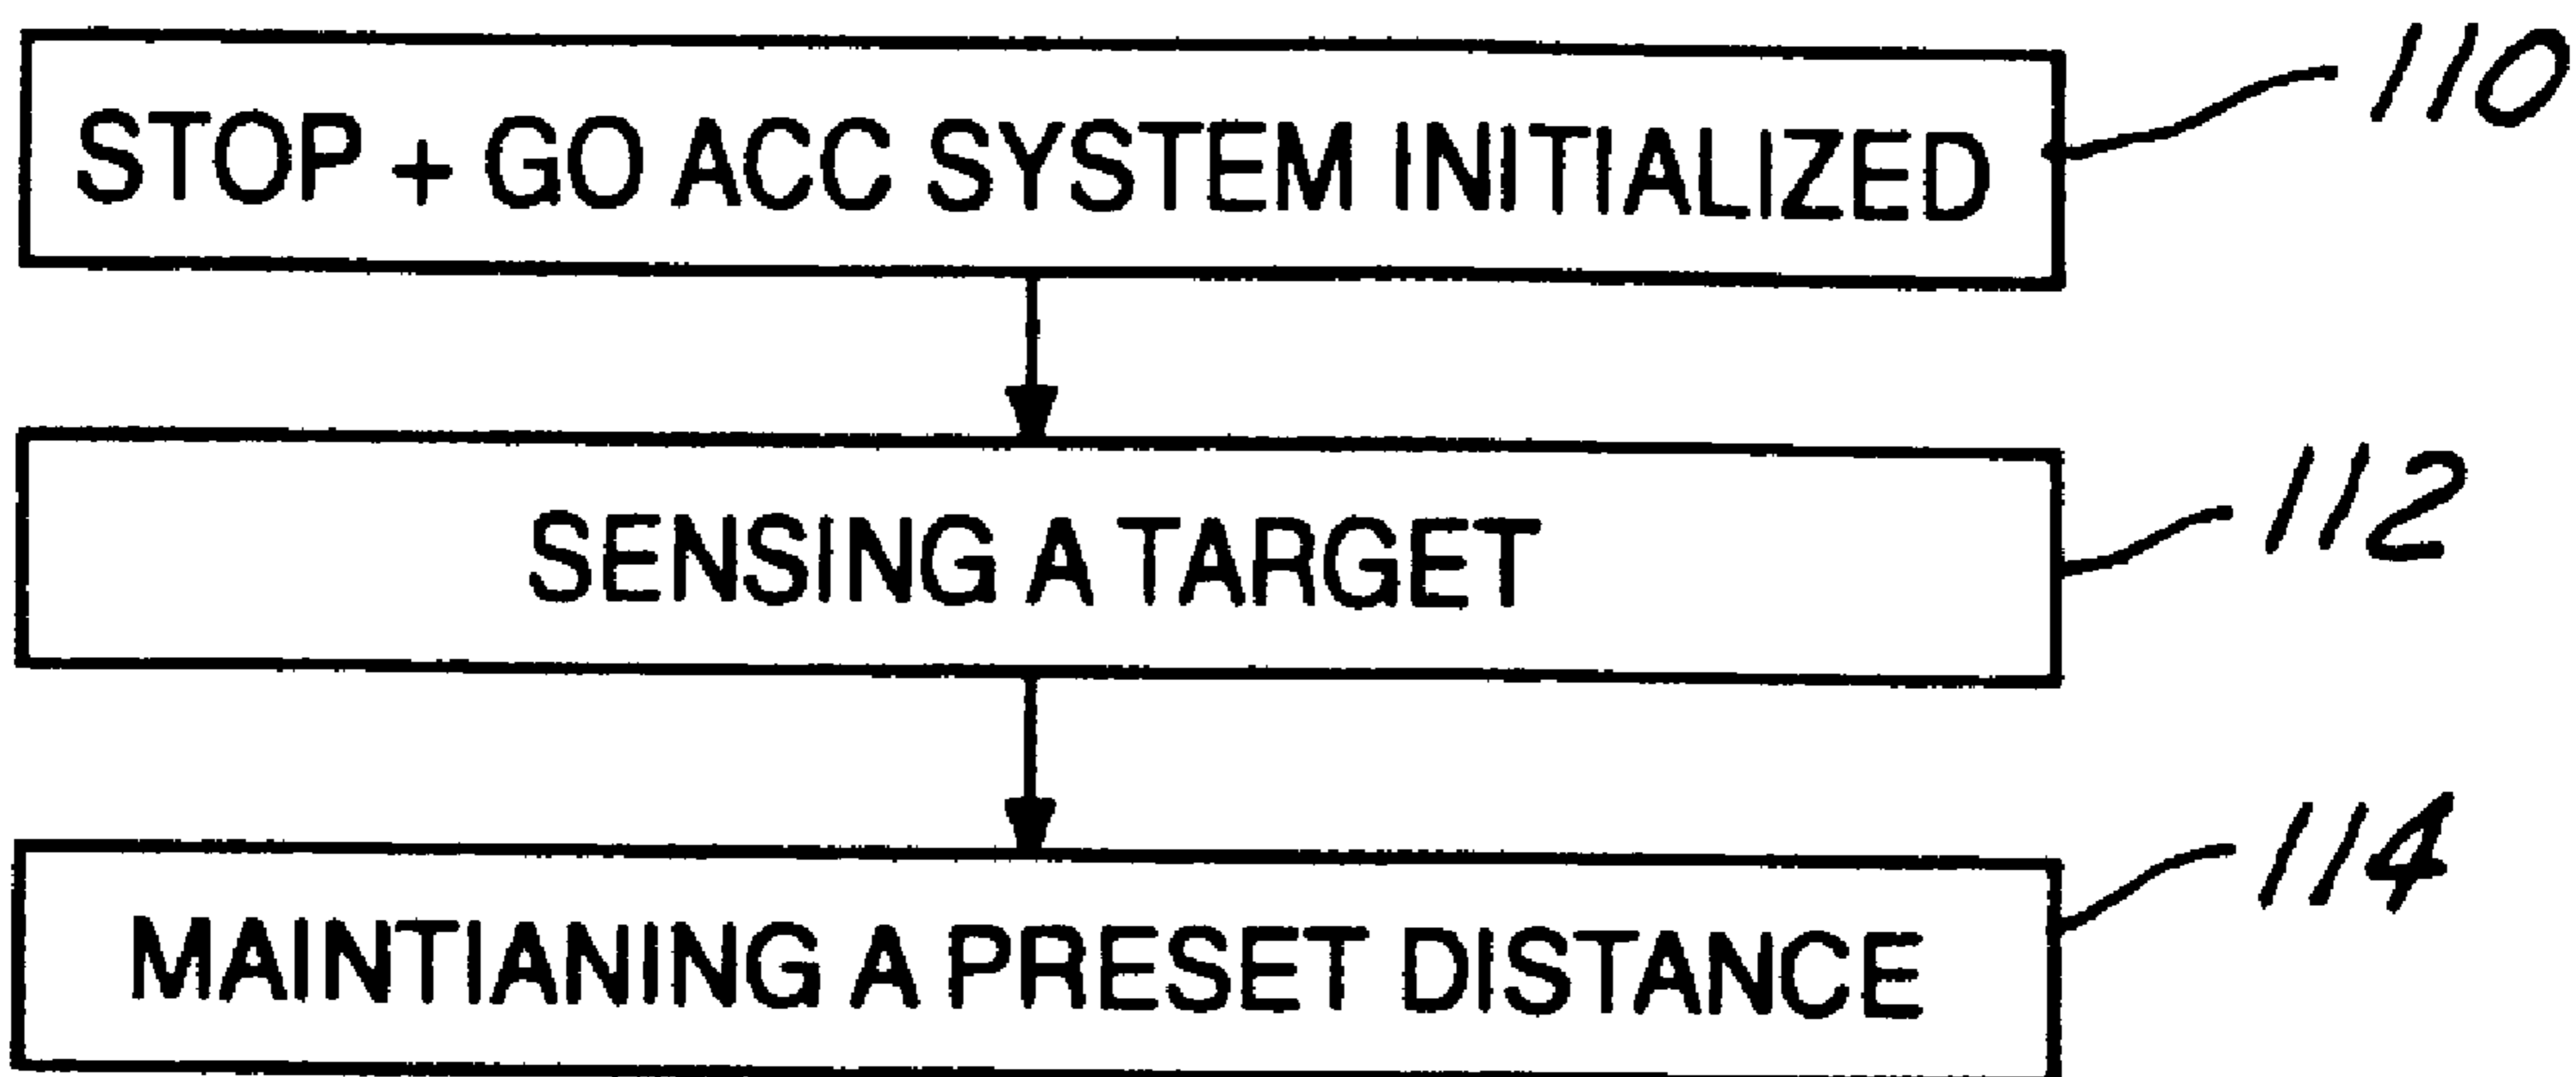 STOP + GO ACC SYSTEM INITIALIZED
110
SENSING A TARGET
112
MAINTIANING A PRESET DISTANCE
114